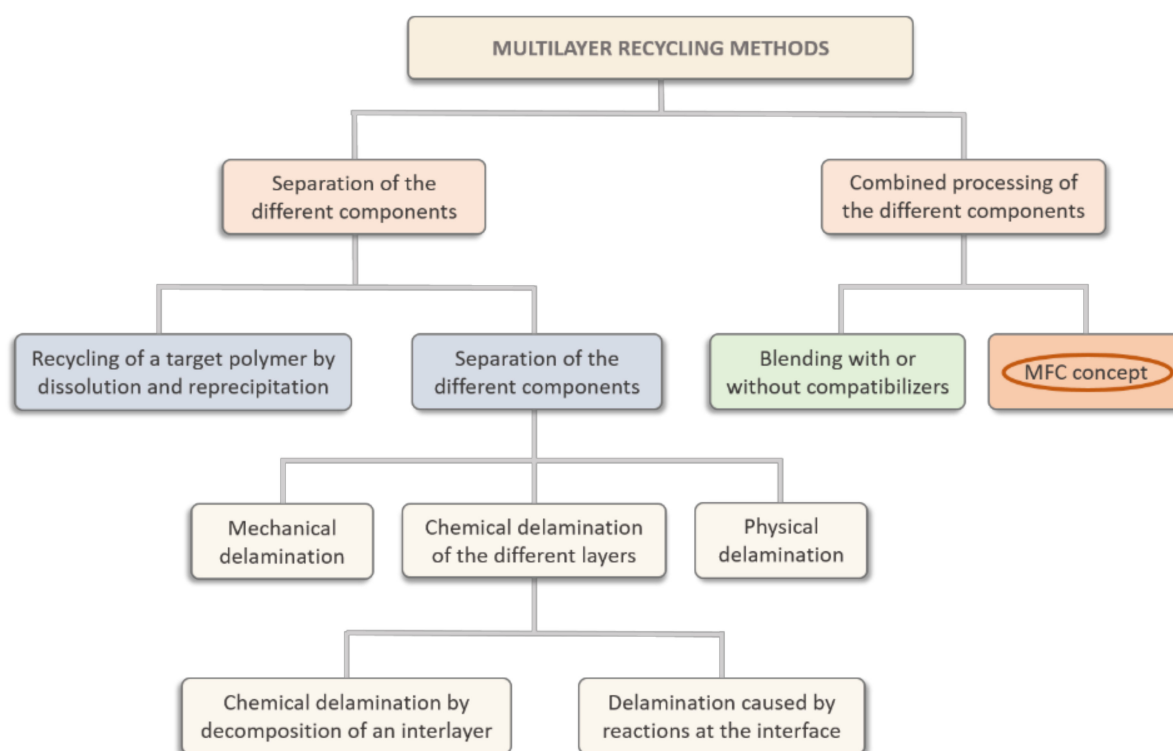 MULTILAYER RECYCLING METHODS
Separation of the
different components
Combined processing of
the different components
Recycling of a target polymer by
dissolution and reprecipitation
Separation of the
different components
Blending with or
without compatibilizers
MFC concept
Mechanical
delamination
Chemical delamination
of the different layers
Physical
delamination
Chemical delamination by
decomposition of an interlayer
Delamination caused by
reactions at the interface